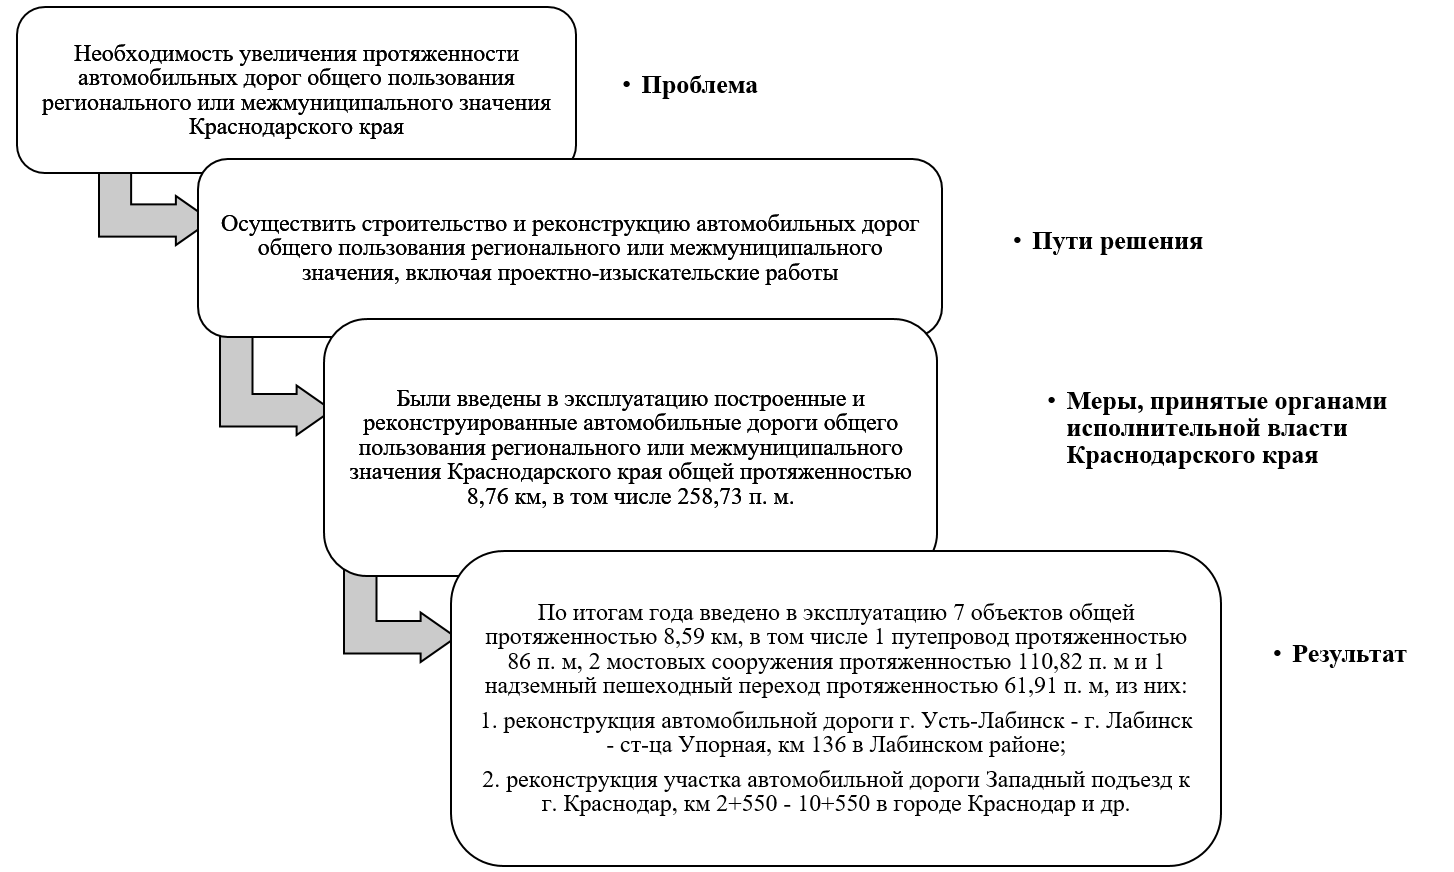 Необходимость увеличения протяженности
автомобильных дорог общего пользования
регионального или межмуниципального значения
Краснодарского края
• Проблема
Осуществить строительство и реконструкцию автомобильных дорог
общего пользования регионального или межмуниципального
значения, включая проектно-изыскательские работы
• Пути решения
Были введены в эксплуатацию построенные и
реконструированные автомобильные дороги общего
пользования регионального или межмуниципального
значения Краснодарского края общей протяженностью
8,76 км, в том числе 258,73 п. м.
• Меры, принятые органами
исполнительной власти
Краснодарского края
По итогам года введено в эксплуатацию 7 объектов общей
протяженностью 8,59 км, в том числе 1 путепровод протяженностью
86 п. м, 2 мостовых сооружения протяженностью 110,82 п. м и 1
надземный пешеходный переход протяженностью 61,91 п. м, из них:
1. реконструкция автомобильной дороги г. Усть-Лабинск - г. Лабинск
- ст-ца Упорная, км 136 в Лабинском районе;
2. реконструкция участка автомобильной дороги Западный подъезд к
г. Краснодар, км 2+550 - 10+550 в городе Краснодар и др.
• Результат